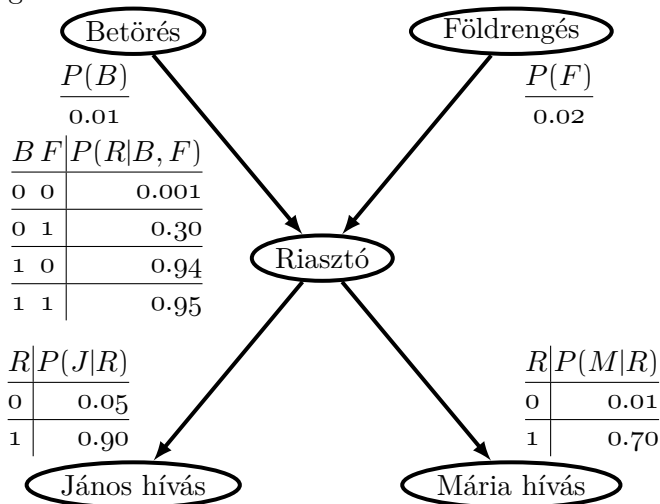 Betörés
Földrengés
P(B)
0.01
P(F)
0.02
B F P(R|B, F)
0 0 0.001
0 1 0.30
1 0 0.94
1 1 0.95
Riasztó
R P(J|R)
0 0.05
1 0.90
R P(M|R)
0 0.01
1 0.70
János hívás
Mária hívás